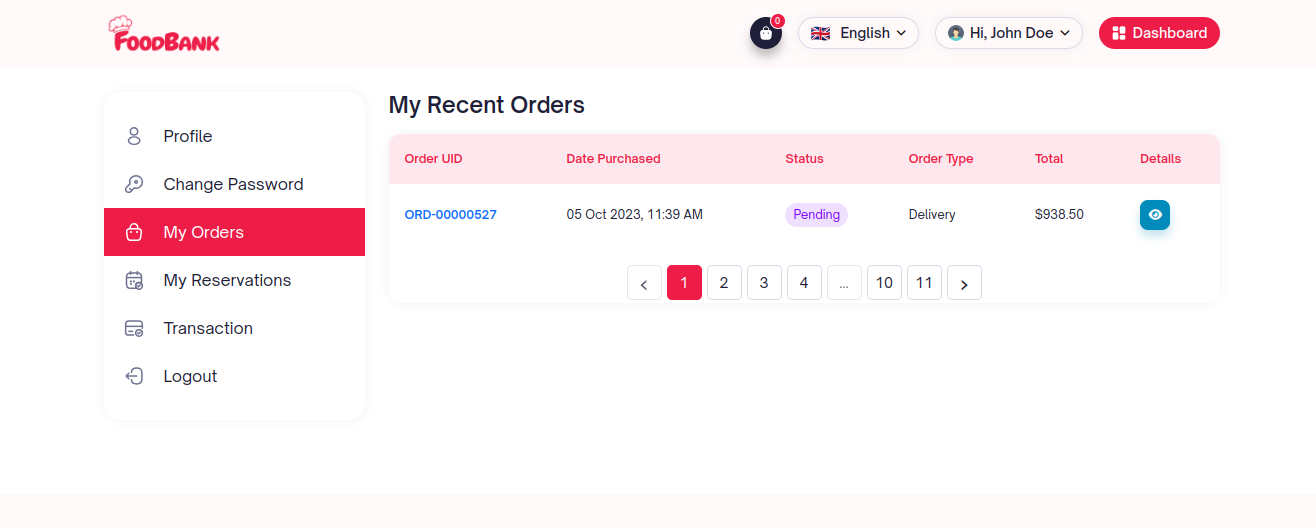 FOODBANK
0
English
Hi, John Doe
Dashboard
Profile
Change Password
My Orders
My Reservations
Transaction
Logout
My Recent Orders
Order UID Date Purchased Status Order Type Total Details
ORD-00000527 05 Oct 2023, 11:39 AM Pending Delivery $938.50
‹ 1 2 3 4 ... 10 11 ›